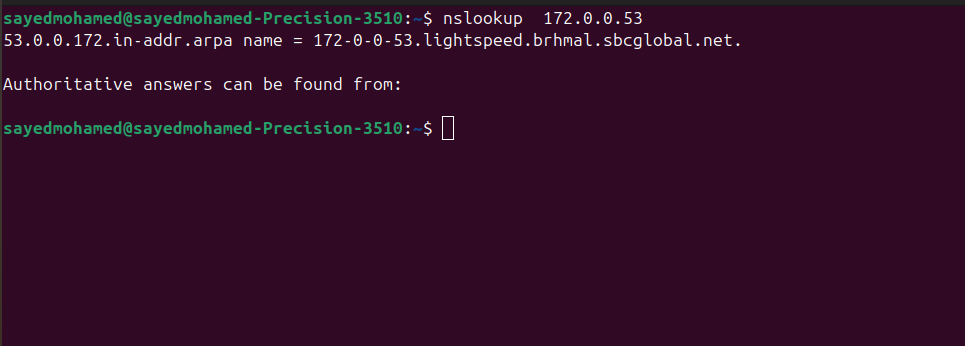 sayedmohamed@sayedmohamed-Precision-3510:~$ nslookup  172.0.0.53
53.0.0.172.in-addr.arpa name = 172-0-0-53.lightspeed.brhmal.sbcglobal.net.
Authoritative answers can be found from:
sayedmohamed@sayedmohamed-Precision-3510:~$